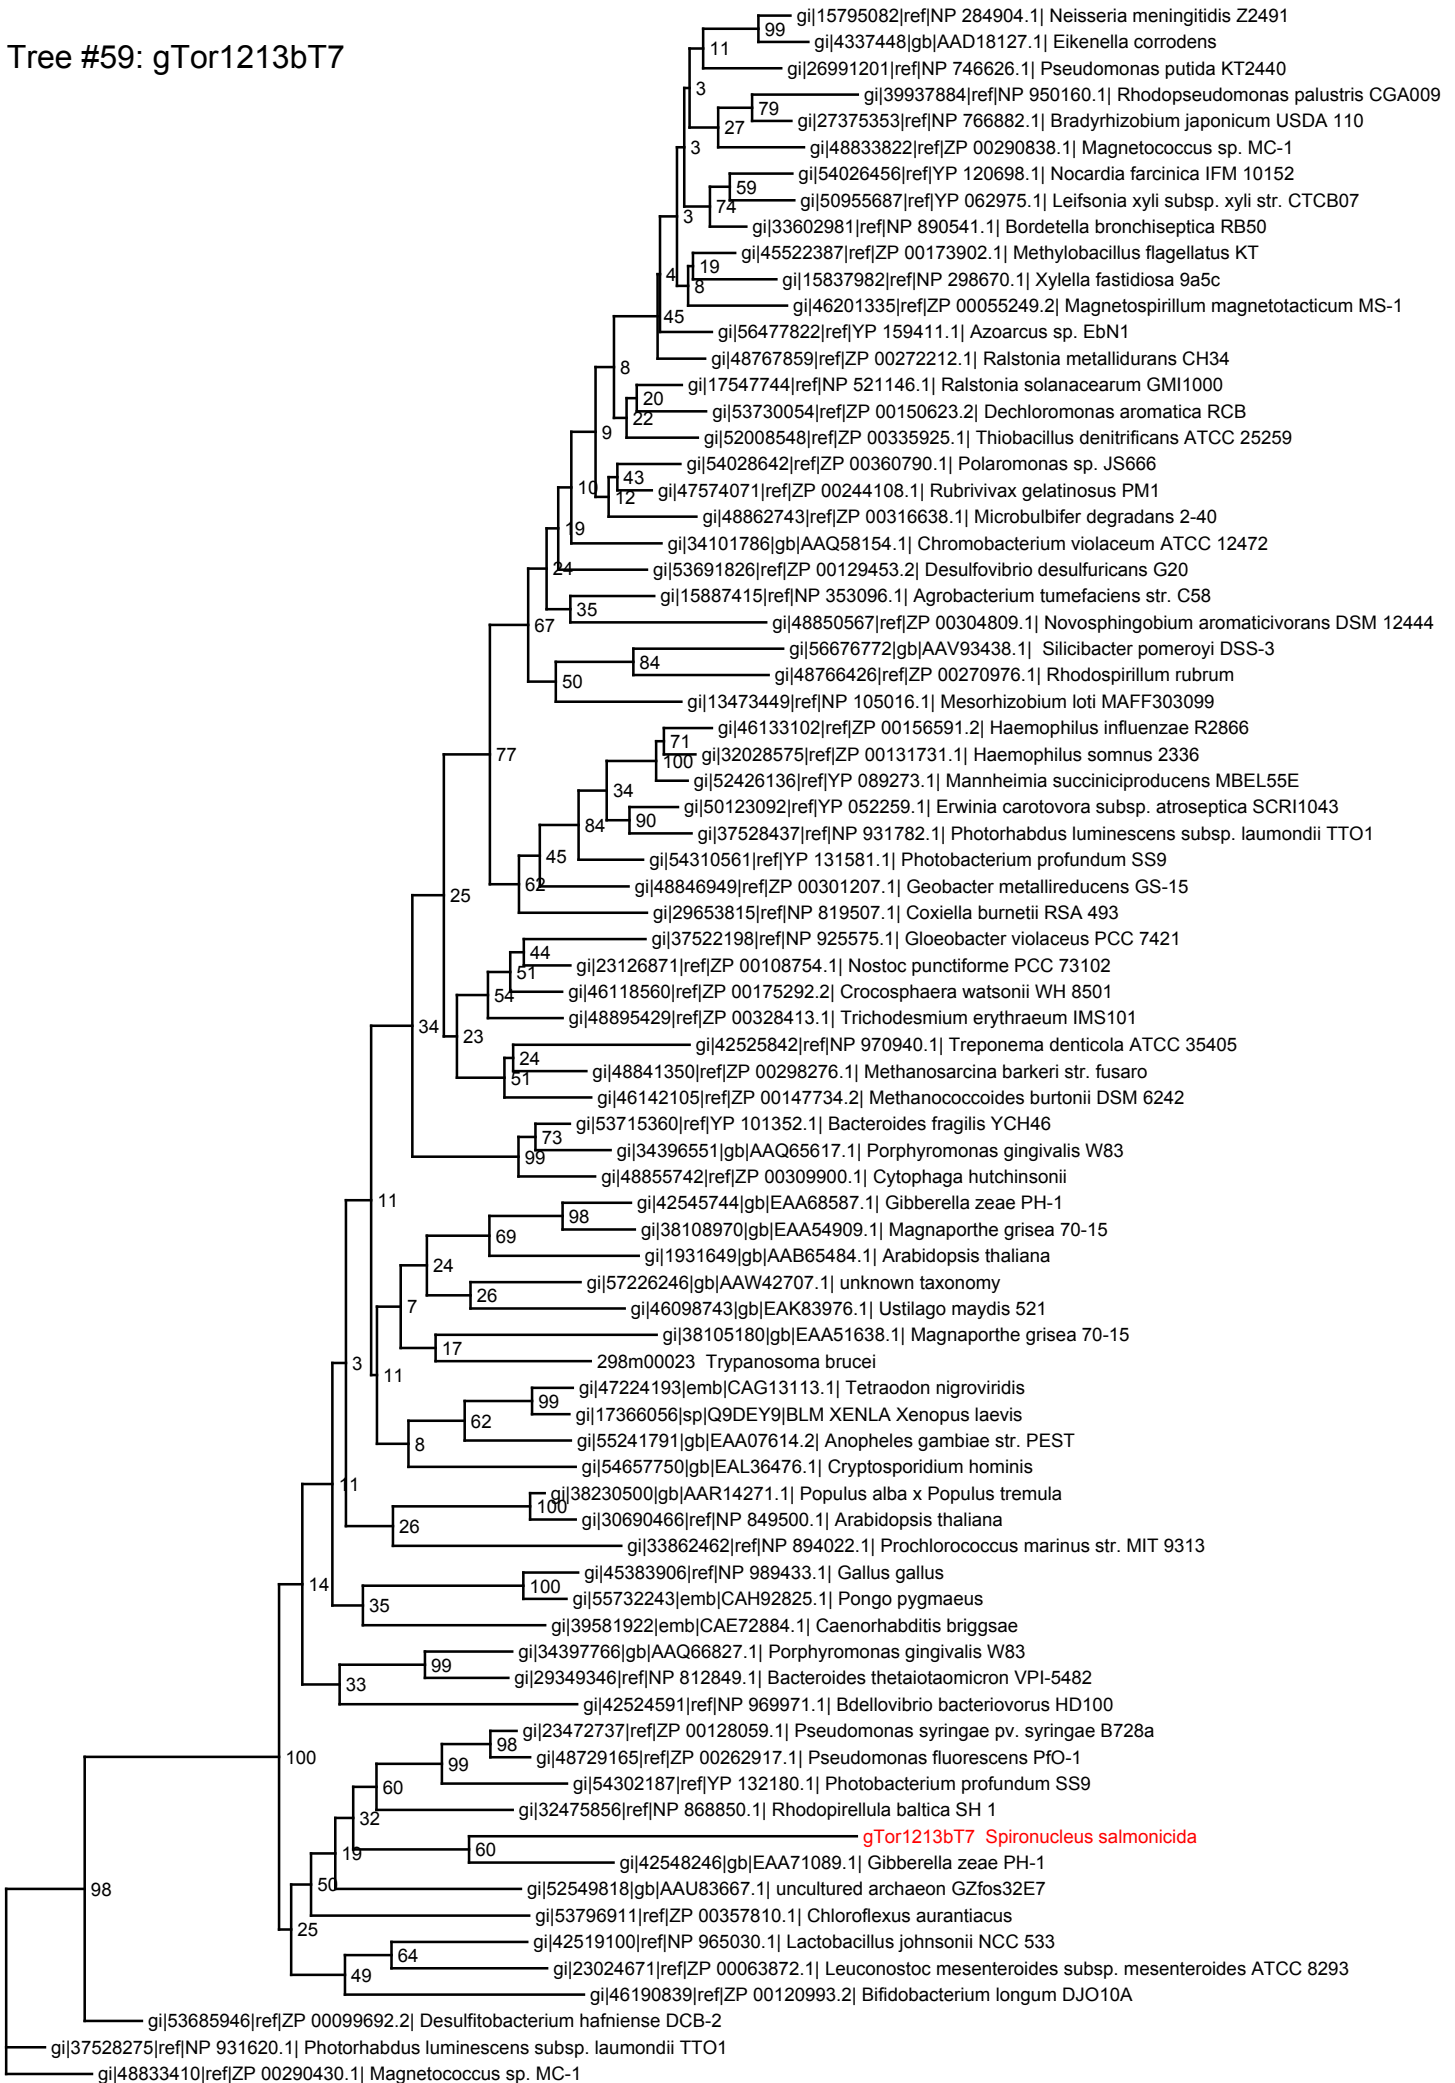 Tree #59: gTor1213bT7
gi|15795082|ref|NP 284904.1| Neisseria meningitidis Z2491
99
gi|4337448|gb|AAD18127.1| Eikenella corrodens
11
gi|26991201|ref|NP 746626.1| Pseudomonas putida KT2440
3
gi|39937884|ref|NP 950160.1| Rhodopseudomonas palustris CGA009
79
gi|27375353|ref|NP 766882.1| Bradyrhizobium japonicum USDA 110
27
gi|48833822|ref|ZP 00290838.1| Magnetococcus sp. MC-1
3
gi|54026456|ref|YP 120698.1| Nocardia farcinica IFM 10152
59
gi|50955687|ref|YP 062975.1| Leifsonia xyli subsp. xyli str. CTCB07
74
3
gi|33602981|ref|NP 890541.1| Bordetella bronchiseptica RB50
gi|45522387|ref|ZP 00173902.1| Methylobacillus flagellatus KT
19
4
gi|15837982|ref|NP 298670.1| Xylella fastidiosa 9a5c
8
gi|46201335|ref|ZP 00055249.2| Magnetospirillum magnetotacticum MS-1
45
gi|56477822|ref|YP 159411.1| Azoarcus sp. EbN1
gi|48767859|ref|ZP 00272212.1| Ralstonia metallidurans CH34
8
gi|17547744|ref|NP 521146.1| Ralstonia solanacearum GMI1000
20
gi|53730054|ref|ZP 00150623.2| Dechloromonas aromatica RCB
22
9
gi|52008548|ref|ZP 00335925.1| Thiobacillus denitrificans ATCC 25259
gi|54028642|ref|ZP 00360790.1| Polaromonas sp. JS666
43
10
gi|47574071|ref|ZP 00244108.1| Rubrivivax gelatinosus PM1
12
gi|48862743|ref|ZP 00316638.1| Microbulbifer degradans 2-40
19
gi|34101786|gb|AAQ58154.1| Chromobacterium violaceum ATCC 12472
24
gi|53691826|ref|ZP 00129453.2| Desulfovibrio desulfuricans G20
gi|15887415|ref|NP 353096.1| Agrobacterium tumefaciens str. C58
35
gi|48850567|ref|ZP 00304809.1| Novosphingobium aromaticivorans DSM 12444
67
gi|56676772|gb|AAV93438.1| Silicibacter pomeroyi DSS-3
84
gi|48766426|ref|ZP 00270976.1| Rhodospirillum rubrum
50
gi|13473449|ref|NP 105016.1| Mesorhizobium loti MAFF303099
gi|46133102|ref|ZP 00156591.2| Haemophilus influenzae R2866
71
77
gi|32028575|ref|ZP 00131731.1| Haemophilus somnus 2336
100
gi|52426136|ref|YP 089273.1| Mannheimia succiniciproducens MBEL55E
34
gi|50123092|ref|YP 052259.1| Erwinia carotovora subsp. atroseptica SCRI1043
90
84
gi|37528437|ref|NP 931782.1| Photorhabdus luminescens subsp. laumondii TTO1
45
gi|54310561|ref|YP 131581.1| Photobacterium profundum SS9
62
gi|48846949|ref|ZP 00301207.1| Geobacter metallireducens GS-15
25
gi|29653815|ref|NP 819507.1| Coxiella burnetii RSA 493
gi|37522198|ref|NP 925575.1| Gloeobacter violaceus PCC 7421
44
gi|23126871|ref|ZP 00108754.1| Nostoc punctiforme PCC 73102
51
gi|46118560|ref|ZP 00175292.2| Crocosphaera watsonii WH 8501
54
gi|48895429|ref|ZP 00328413.1| Trichodesmium erythraeum IMS101
34
23
gi|42525842|ref|NP 970940.1| Treponema denticola ATCC 35405
24
gi|48841350|ref|ZP 00298276.1| Methanosarcina barkeri str. fusaro
51
gi|46142105|ref|ZP 00147734.2| Methanococcoides burtonii DSM 6242
gi|53715360|ref|YP 101352.1| Bacteroides fragilis YCH46
73
gi|34396551|gb|AAQ65617.1| Porphyromonas gingivalis W83
99
gi|48855742|ref|ZP 00309900.1| Cytophaga hutchinsonii
11
gi|42545744|gb|EAA68587.1| Gibberella zeae PH-1
98
gi|38108970|gb|EAA54909.1| Magnaporthe grisea 70-15
69
gi|1931649|gb|AAB65484.1| Arabidopsis thaliana
24
gi|57226246|gb|AAW42707.1| unknown taxonomy
26
7
gi|46098743|gb|EAK83976.1| Ustilago maydis 521
gi|38105180|gb|EAA51638.1| Magnaporthe grisea 70-15
17
3
298m00023 Trypanosoma brucei
11
gi|47224193|emb|CAG13113.1| Tetraodon nigroviridis
99
gi|17366056|sp|Q9DEY9|BLM XENLA Xenopus laevis
62
gi|55241791|gb|EAA07614.2| Anopheles gambiae str. PEST
8
gi|54657750|gb|EAL36476.1| Cryptosporidium hominis
11
gi|38230500|gb|AAR14271.1| Populus alba x Populus tremula
100
gi|30690466|ref|NP 849500.1| Arabidopsis thaliana
26
gi|33862462|ref|NP 894022.1| Prochlorococcus marinus str. MIT 9313
gi|45383906|ref|NP 989433.1| Gallus gallus
14
100
gi|55732243|emb|CAH92825.1| Pongo pygmaeus
35
gi|39581922|emb|CAE72884.1| Caenorhabditis briggsae
gi|34397766|gb|AAQ66827.1| Porphyromonas gingivalis W83
99
gi|29349346|ref|NP 812849.1| Bacteroides thetaiotaomicron VPI-5482
33
gi|42524591|ref|NP 969971.1| Bdellovibrio bacteriovorus HD100
gi|23472737|ref|ZP 00128059.1| Pseudomonas syringae pv. syringae B728a
98
100
gi|48729165|ref|ZP 00262917.1| Pseudomonas fluorescens PfO-1
99
gi|54302187|ref|YP 132180.1| Photobacterium profundum SS9
60
gi|32475856|ref|NP 868850.1| Rhodopirellula baltica SH 1
32
gTor1213bT7 Spironucleus salmonicida
60
19
gi|42548246|gb|EAA71089.1| Gibberella zeae PH-1
50
98
gi|52549818|gb|AAU83667.1| uncultured archaeon GZfos32E7
gi|53796911|ref|ZP 00357810.1| Chloroflexus aurantiacus
25
gi|42519100|ref|NP 965030.1| Lactobacillus johnsonii NCC 533
64
gi|23024671|ref|ZP 00063872.1| Leuconostoc mesenteroides subsp. mesenteroides ATCC 8293
49
gi|46190839|ref|ZP 00120993.2| Bifidobacterium longum DJO10A
gi|53685946|ref|ZP 00099692.2| Desulfitobacterium hafniense DCB-2
gi|37528275|ref|NP 931620.1| Photorhabdus luminescens subsp. laumondii TTO1
gi|48833410|ref|ZP 00290430.1| Magnetococcus sp. MC-1